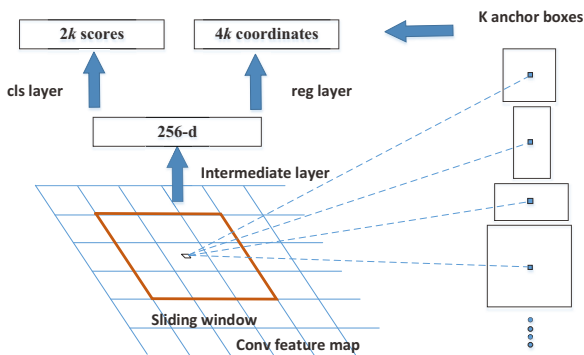 K anchor boxes
2k scores
4k coordinates
cls layer
reg layer
256-d
Intermediate layer
Sliding window
Conv feature map